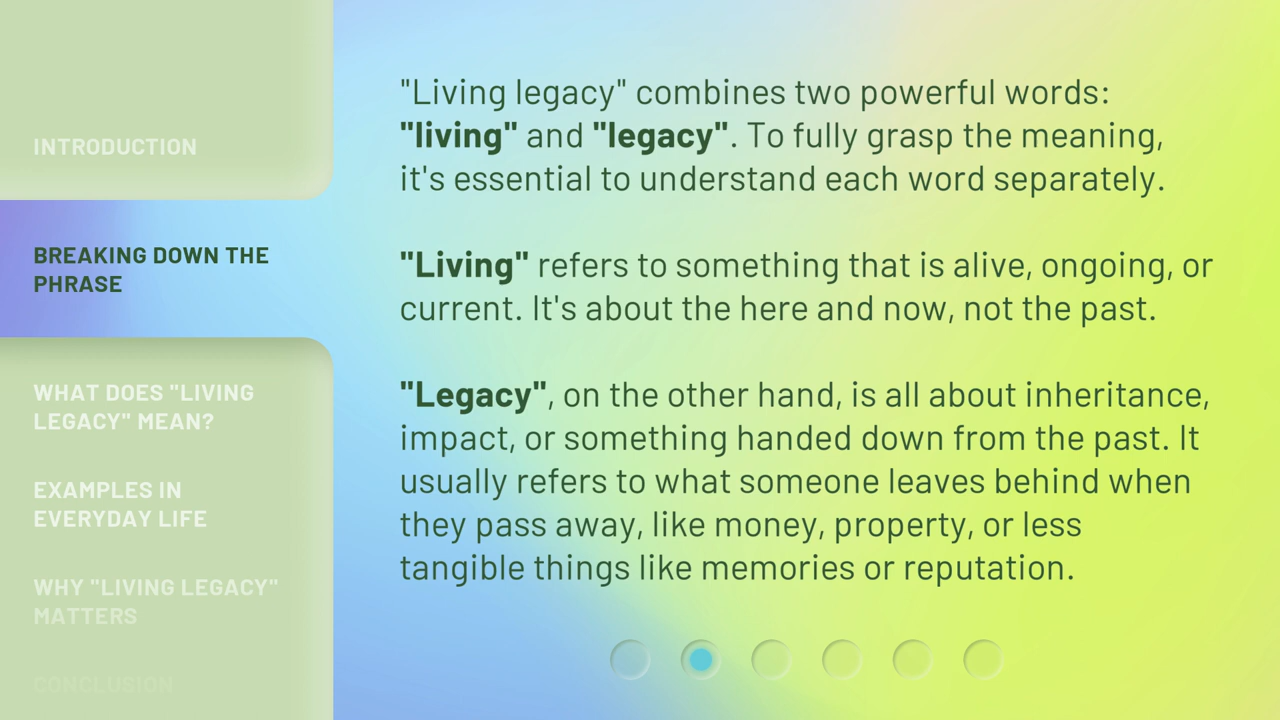 INTRODUCTION
BREAKING DOWN THE
PHRASE
WHAT DOES "LIVING
LEGACY" MEAN?
EXAMPLES IN
EVERYDAY LIFE
WHY "LIVING LEGACY"
MATTERS
CONCLUSION
"Living legacy" combines two powerful words:
"living" and "legacy". To fully grasp the meaning,
it's essential to understand each word separately.
"Living" refers to something that is alive, ongoing, or
current. It's about the here and now, not the past.
"Legacy", on the other hand, is all about inheritance,
impact, or something handed down from the past. It
usually refers to what someone leaves behind when
they pass away, like money, property, or less
tangible things like memories or reputation.